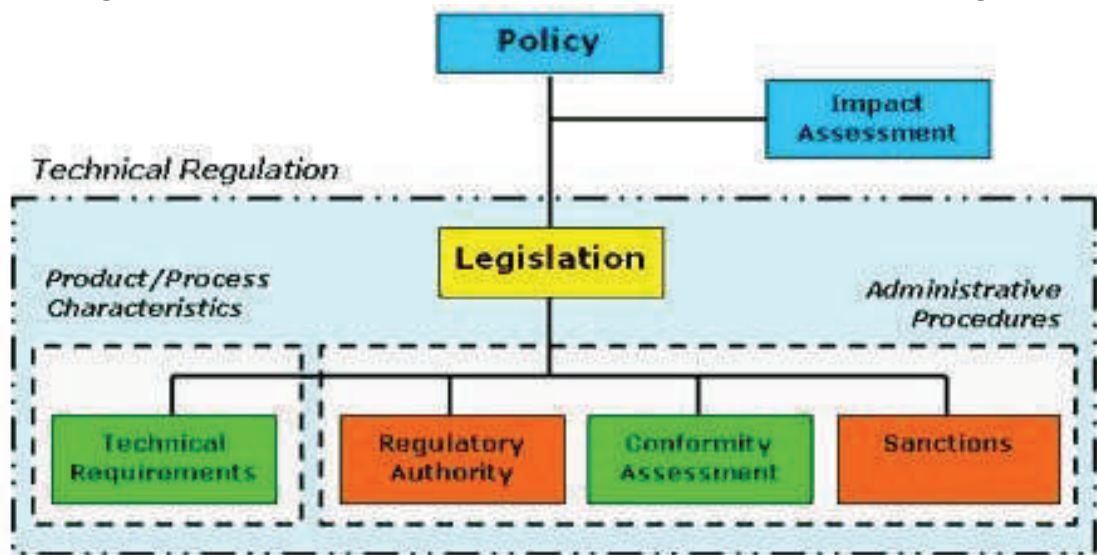 Policy
Impact
Assessment
Technical Regulation
Legislation
Product/Process
Characteristics
Administrative
Procedures
Technical
Requirements
Regulatory
Authority
Conformity
Assessment
Sanctions